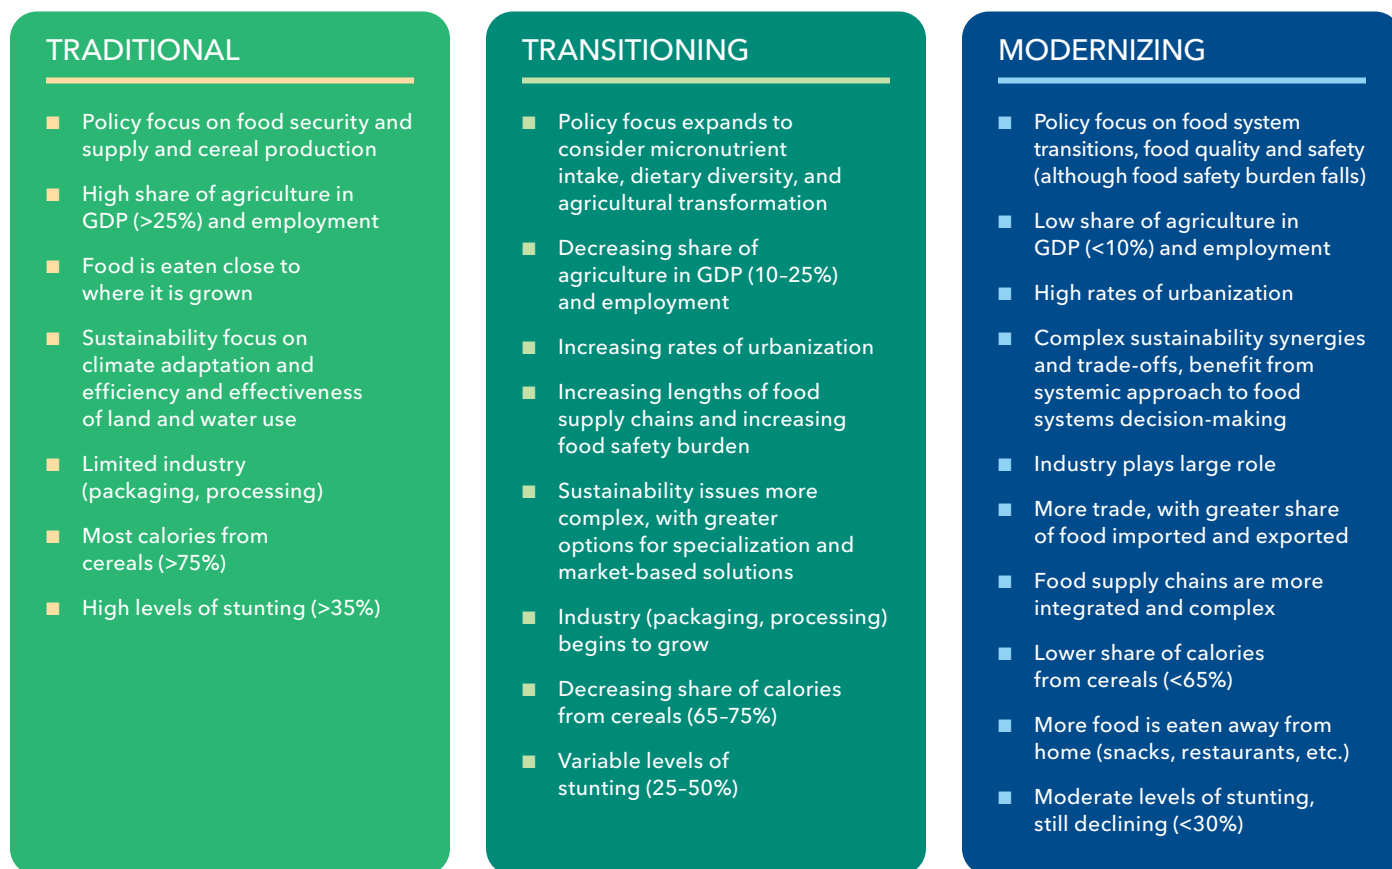 TRADITIONAL
■ Policy focus on food security and
supply and cereal production
■ High share of agriculture in
GDP (>25%) and employment
■ Food is eaten close to
where it is grown
■ Sustainability focus on
climate adaptation and
efficiency and effectiveness
of land and water use
■ Limited industry
(packaging, processing)
■ Most calories from
cereals (>75%)
■ High levels of stunting (>35%)
TRANSITIONING
■ Policy focus expands to
consider micronutrient
intake, dietary diversity, and
agricultural transformation
■ Decreasing share of
agriculture in GDP (10–25%)
and employment
■ Increasing rates of urbanization
■ Increasing lengths of food
supply chains and increasing
food safety burden
■ Sustainability issues more
complex, with greater
options for specialization and
market-based solutions
■ Industry (packaging, processing)
begins to grow
■ Decreasing share of calories
from cereals (65–75%)
■ Variable levels of
stunting (25–50%)
MODERNIZING
■ Policy focus on food system
transitions, food quality and safety
(although food safety burden falls)
■ Low share of agriculture in
GDP (<10%) and employment
■ High rates of urbanization
■ Complex sustainability synergies
and trade-offs, benefit from
systemic approach to food
systems decision-making
■ Industry plays large role
■ More trade, with greater share
of food imported and exported
■ Food supply chains are more
integrated and complex
■ Lower share of calories
from cereals (<65%)
■ More food is eaten away from
home (snacks, restaurants, etc.)
■ Moderate levels of stunting,
still declining (<30%)